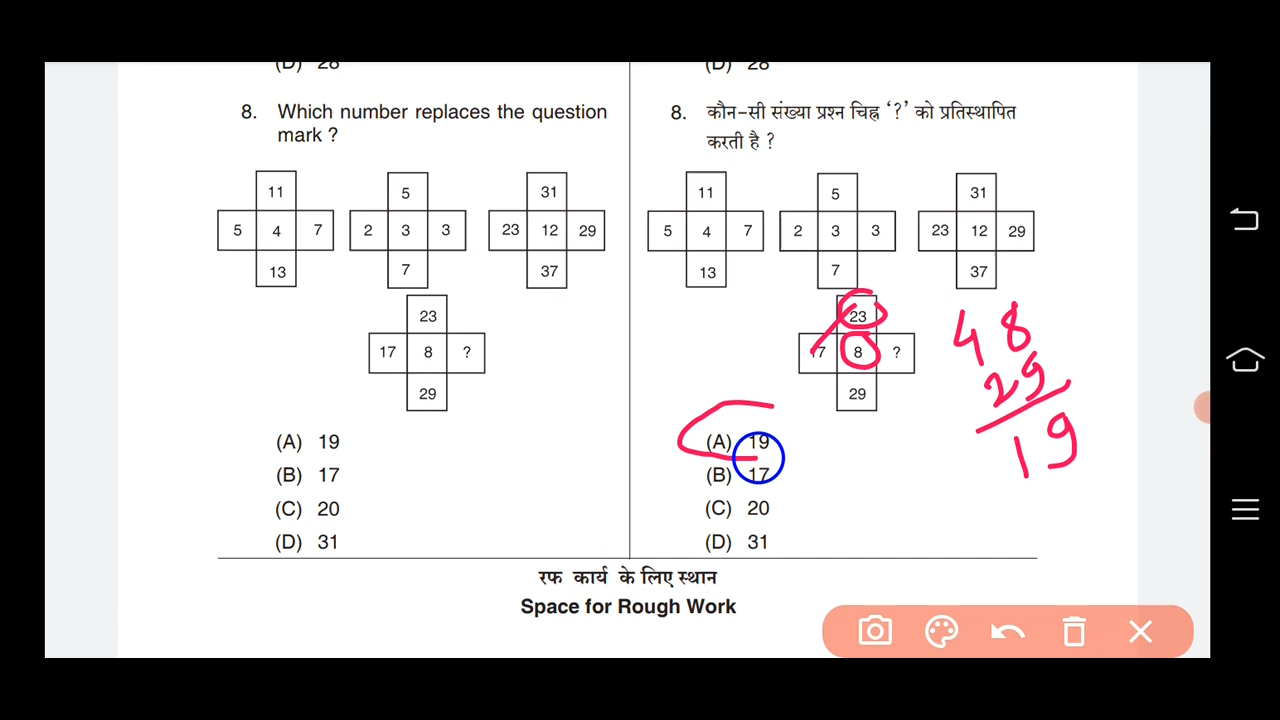 (D) 28
(D) 28
8. Which number replaces the question
mark ?
11
5 4 7
13
5
2 3 3
7
31
23 12 29
37
23
17 8 ?
29
(A) 19
(B) 17
(C) 20
(D) 31
8. कौन-सी संख्या प्रश्न चिह्न ‘?’ को प्रतिस्थापित
करती है ?
11
5 4 7
13
5
2 3 3
7
31
23 12 29
37
23
17 8 ?
29
48
29
19
(A) 19
(B) 17
(C) 20
(D) 31
रफ कार्य के लिए स्थान
Space for Rough Work